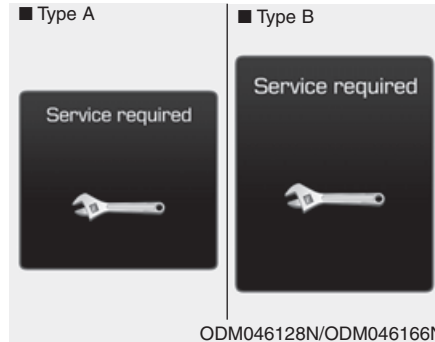 ■ Type A
■ Type B
Service required
Service required
ODM046128N/ODM046166N